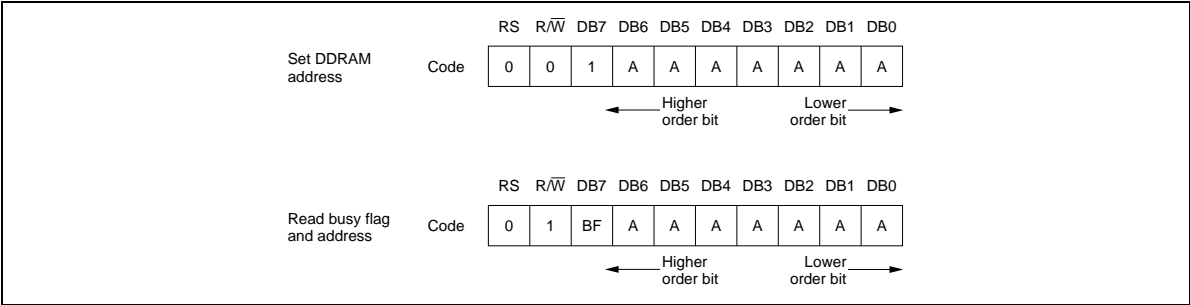 RS R/W̅ DB7 DB6 DB5 DB4 DB3 DB2 DB1 DB0
Set DDRAM
address
Code 0 0 1 A A A A A A A
Higher
order bit
Lower
order bit
RS R/W̅ DB7 DB6 DB5 DB4 DB3 DB2 DB1 DB0
Read busy flag
and address
Code 0 1 BF A A A A A A A
Higher
order bit
Lower
order bit